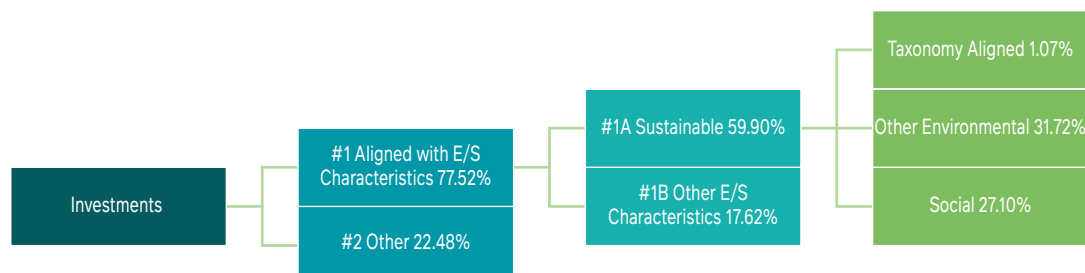 Investments
#1 Aligned with E/S
Characteristics 77.52%
#2 Other 22.48%
#1A Sustainable 59.90%
#1B Other E/S
Characteristics 17.62%
Taxonomy Aligned 1.07%
Other Environmental 31.72%
Social 27.10%